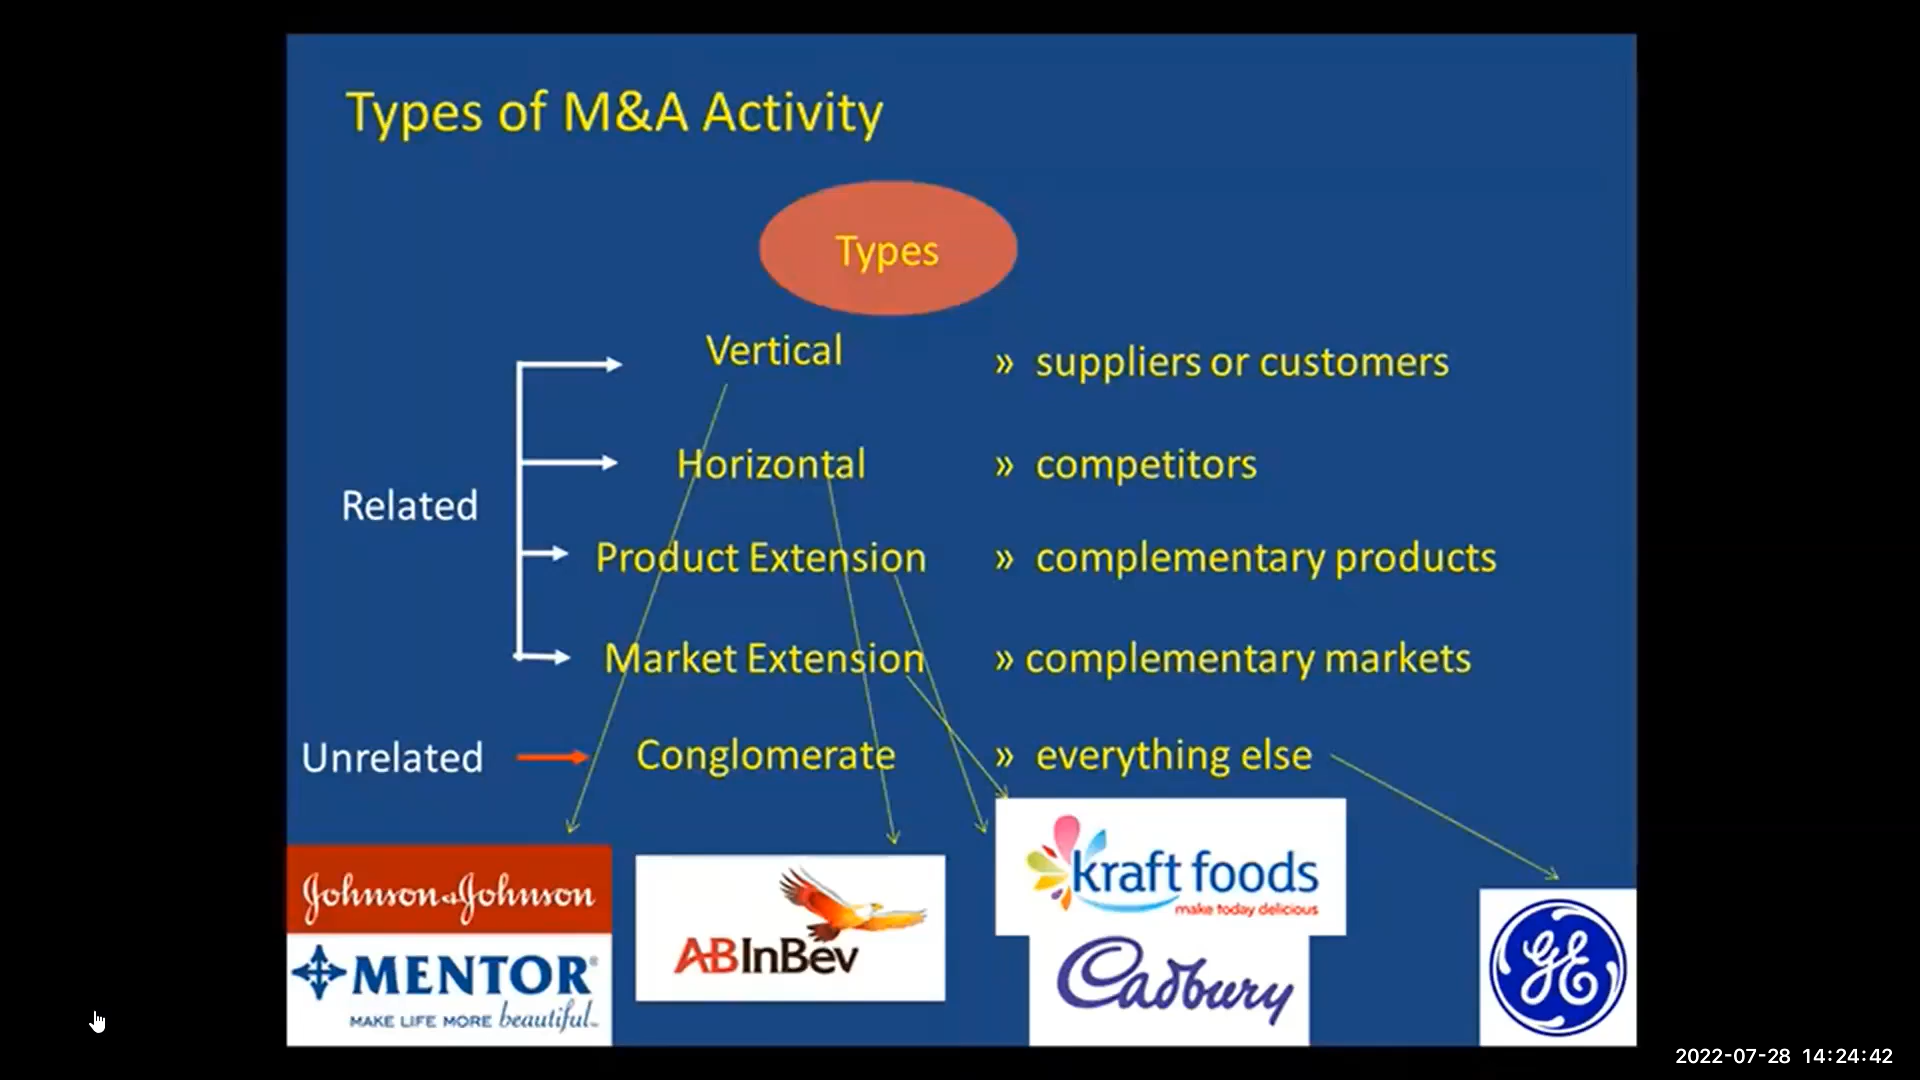 Types of M&A Activity
Types
Vertical » suppliers or customers
Horizontal » competitors
Related
Product Extension » complementary products
Market Extension » complementary markets
Unrelated Conglomerate » everything else
Johnson & Johnson
MENTOR®
MAKE LIFE MORE beautiful.™
ABInBev
kraft foods
make today delicious
Cadbury
GE
2022-07-28 14:24:42